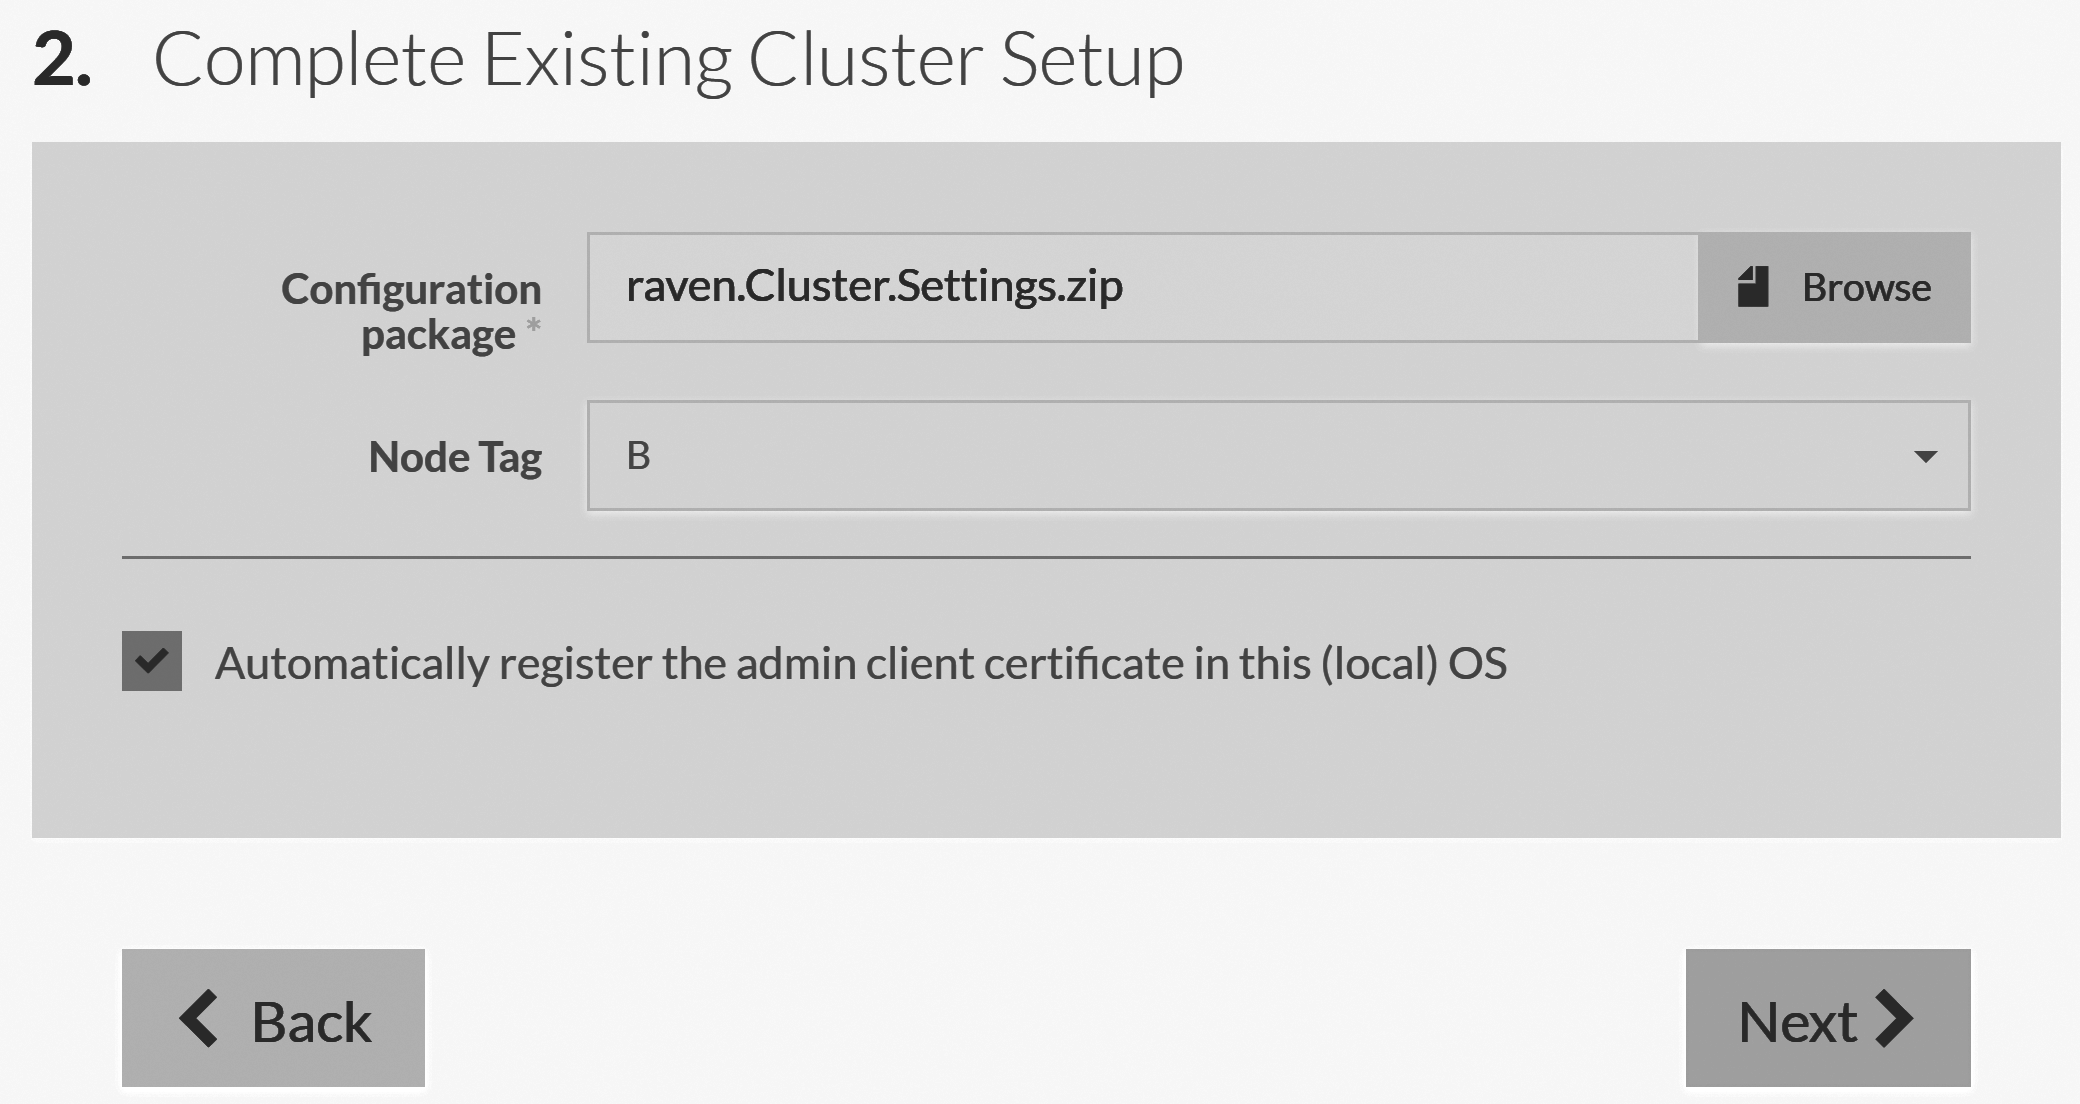 2. Complete Existing Cluster Setup
Configuration
package *
raven.Cluster.Settings.zip
Browse
Node Tag
B
Automatically register the admin client certificate in this (local) OS
Back
Next